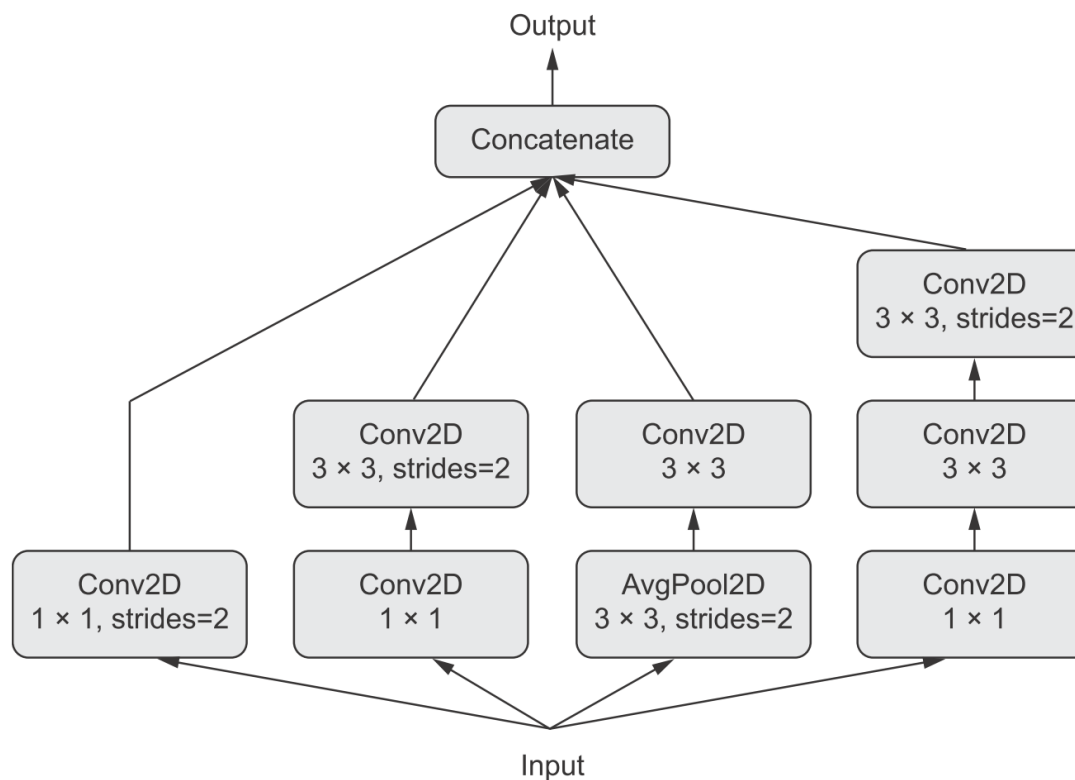 Output
Concatenate
Conv2D
3 × 3, strides=2
Conv2D
3 × 3, strides=2
Conv2D
3 × 3
Conv2D
3 × 3
Conv2D
1 × 1, strides=2
Conv2D
1 × 1
AvgPool2D
3 × 3, strides=2
Conv2D
1 × 1
Input